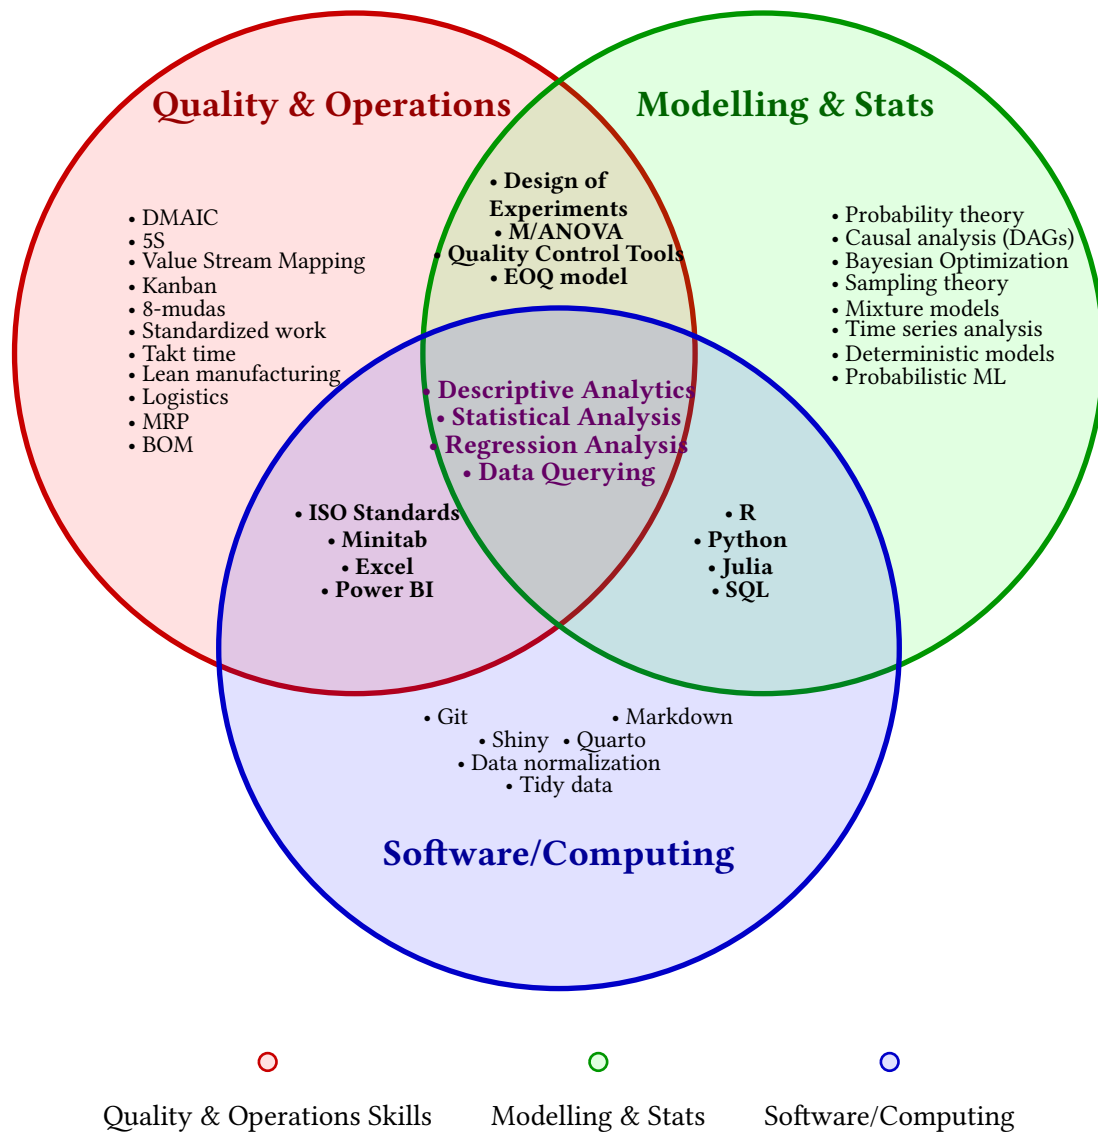 Quality & Operations
Modelling & Stats
• Design of
Experiments
• M/ANOVA
• Quality Control Tools
• EOQ model
• DMAIC
• 5S
• Value Stream Mapping
• Kanban
• 8-mudas
• Standardized work
• Takt time
• Lean manufacturing
• Logistics
• MRP
• BOM
• Probability theory
• Causal analysis (DAGs)
• Bayesian Optimization
• Sampling theory
• Mixture models
• Time series analysis
• Deterministic models
• Probabilistic ML
• Descriptive Analytics
• Statistical Analysis
• Regression Analysis
• Data Querying
• ISO Standards
• Minitab
• Excel
• Power BI
• R
• Python
• Julia
• SQL
• Git
• Markdown
• Shiny • Quarto
• Data normalization
• Tidy data
Software/Computing
Quality & Operations Skills
Modelling & Stats
Software/Computing